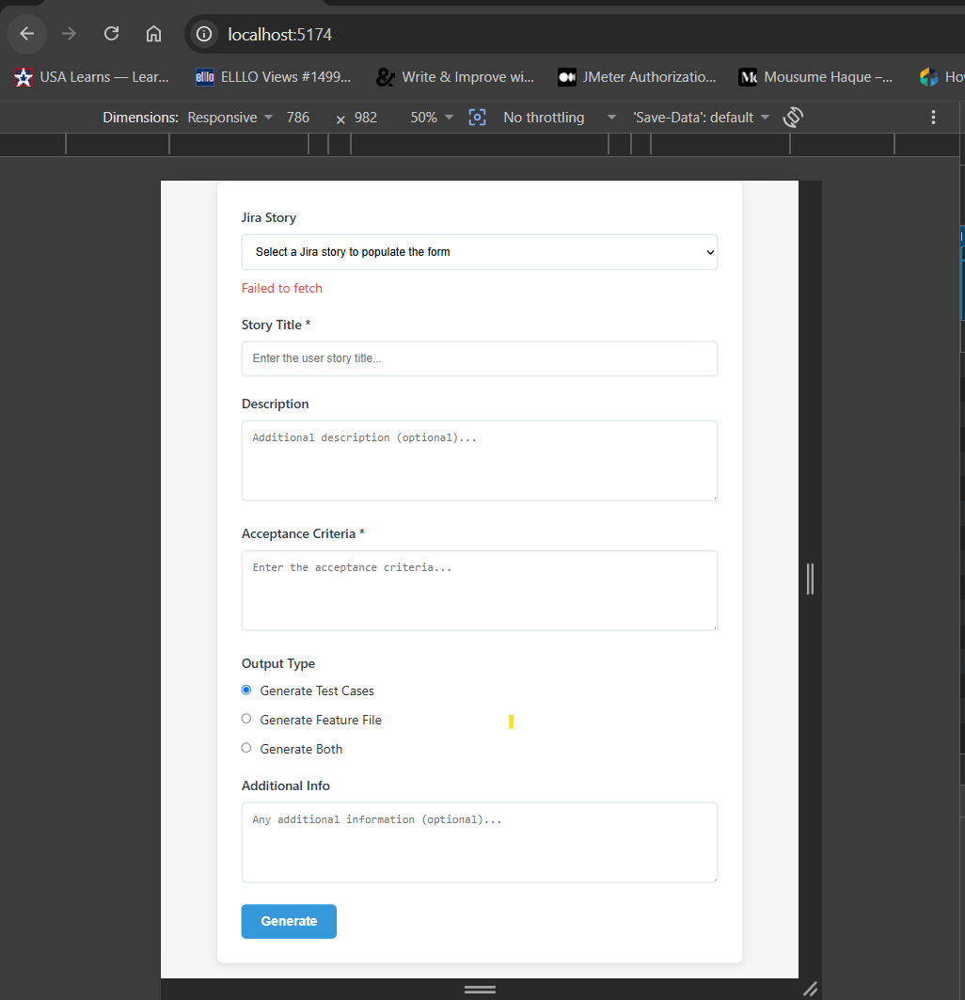 localhost:5174
USA Learns — Lear...
elllo
ELLLO Views #1499...
Write & Improve wi...
JMeter Authorizatio...
Mousume Haque –...
Dimensions: Responsive 786 × 982 50% No throttling 'Save-Data': default
Jira Story
Select a Jira story to populate the form
Failed to fetch
Story Title *
Enter the user story title...
Description
Additional description (optional)...
Acceptance Criteria *
Enter the acceptance criteria...
Output Type
Generate Test Cases
Generate Feature File
Generate Both
Additional Info
Any additional information (optional)...
Generate